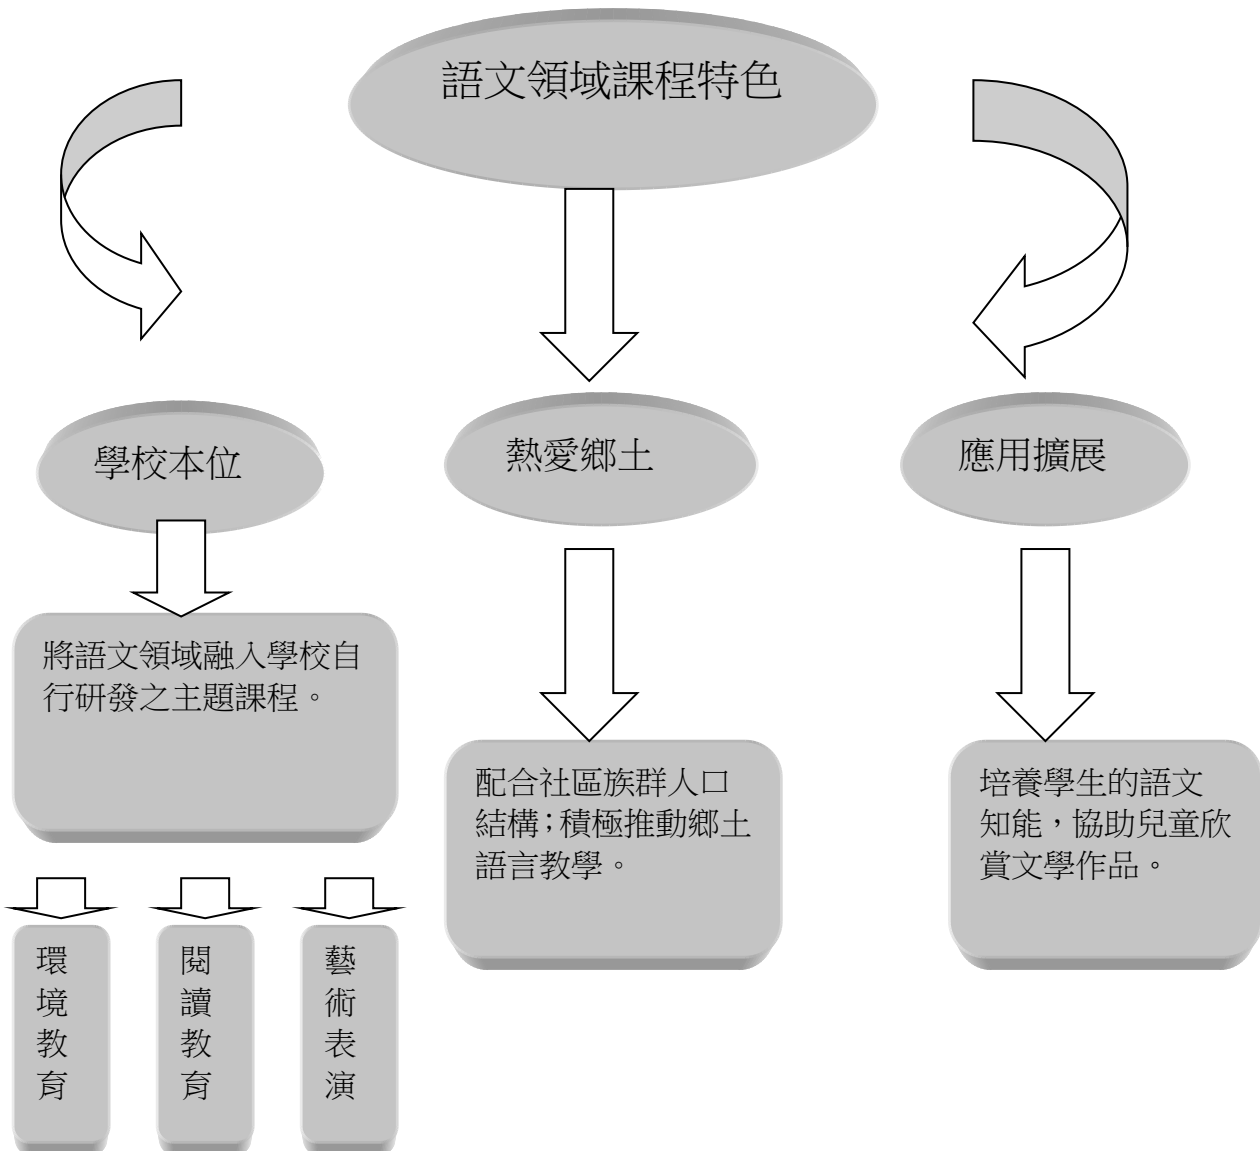 語文領域課程特色
學校本位
熱愛鄉土
應用擴展
將語文領域融入學校自
行研發之主題課程。
配合社區族群人口
結構;積極推動鄉土
語言教學。
培養學生的語文
知能，協助兒童欣
賞文學作品。
環境教育
閱讀教育
藝術表演